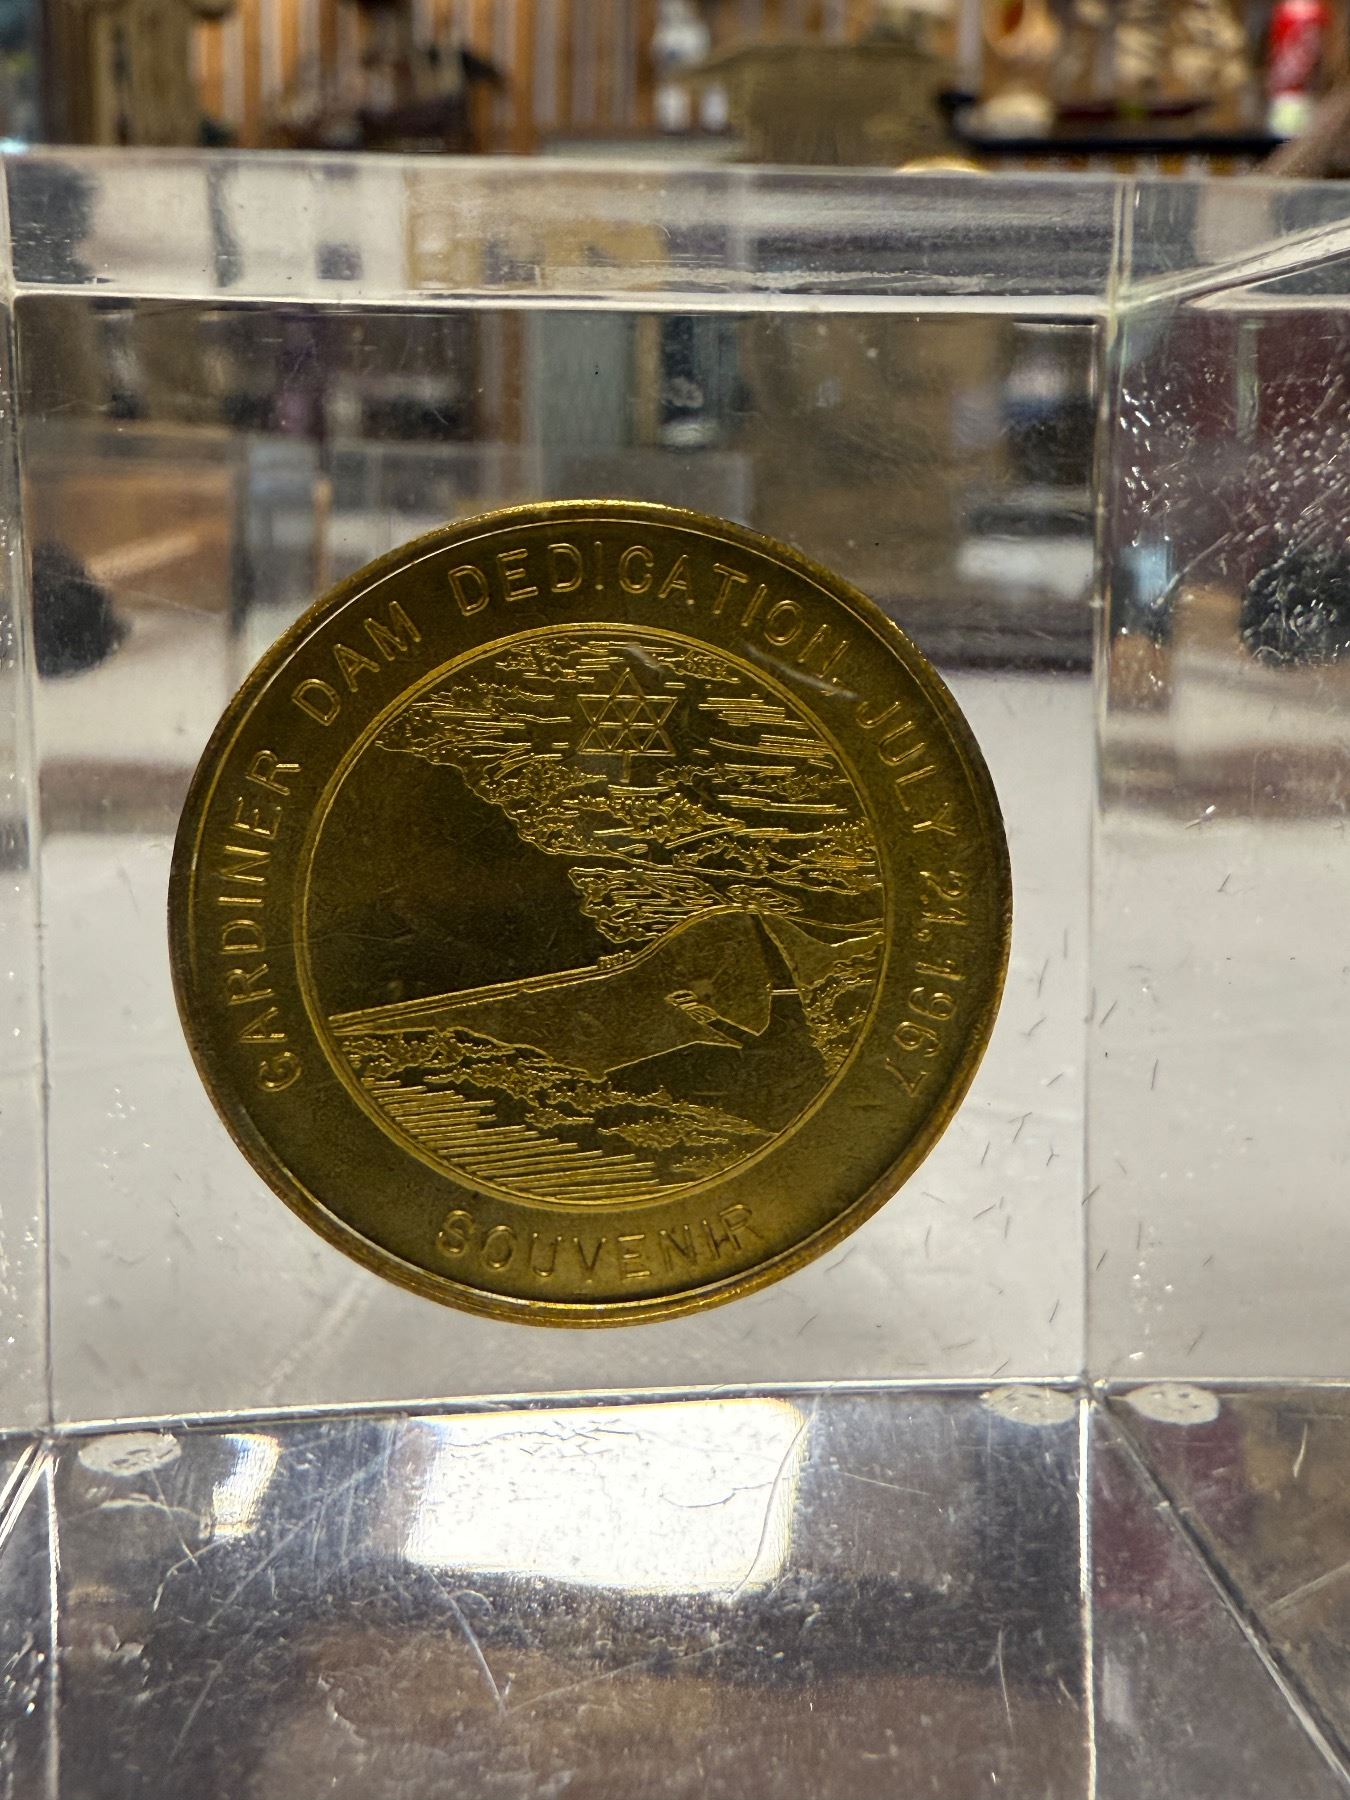 GARDINER DAM DEDICATION, JULY 21, 1967
SOUVENIR